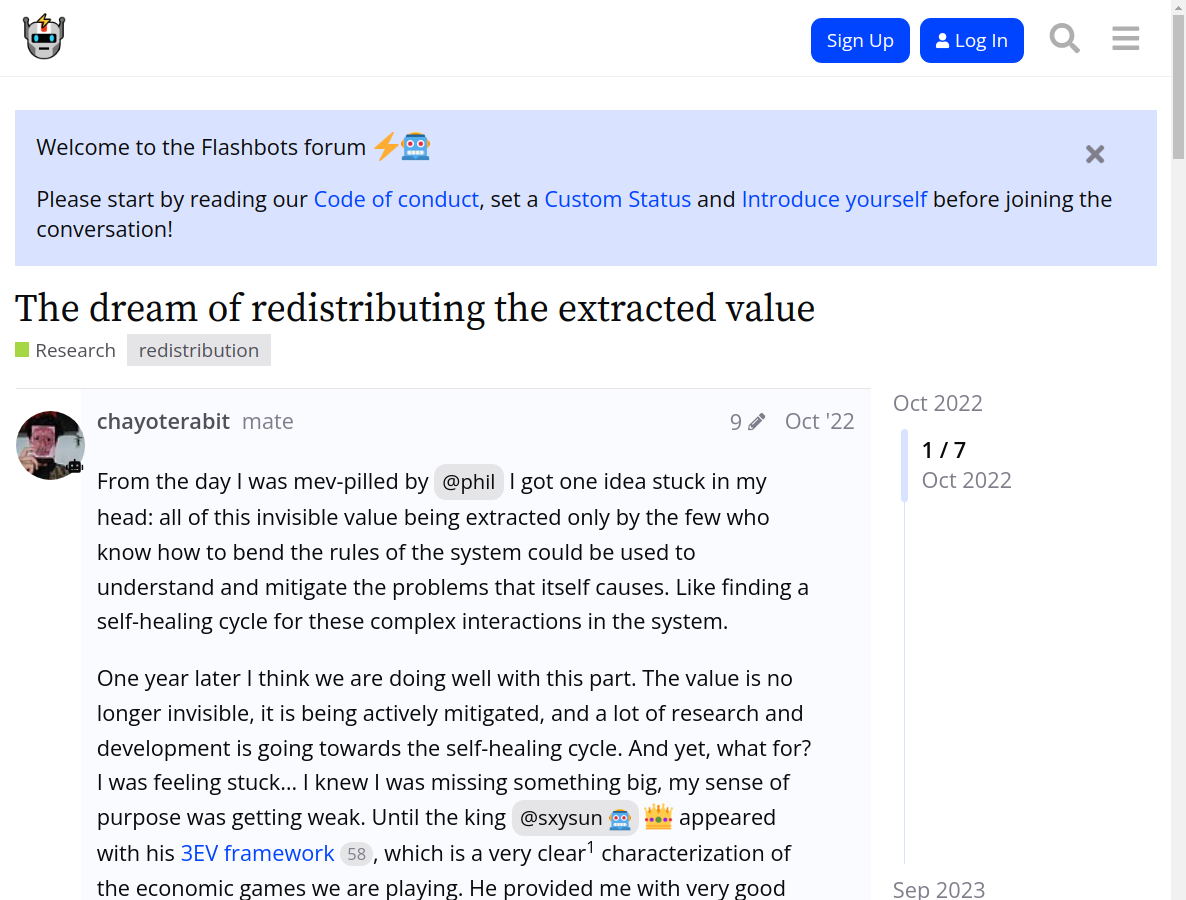 Sign Up
Log In
Welcome to the Flashbots forum
Please start by reading our Code of conduct, set a Custom Status and Introduce yourself before joining the
conversation!
The dream of redistributing the extracted value
Research redistribution
chayoterabit mate 9 Oct '22
From the day I was mev-pilled by @phil I got one idea stuck in my
head: all of this invisible value being extracted only by the few who
know how to bend the rules of the system could be used to
understand and mitigate the problems that itself causes. Like finding a
self-healing cycle for these complex interactions in the system.
One year later I think we are doing well with this part. The value is no
longer invisible, it is being actively mitigated, and a lot of research and
development is going towards the self-healing cycle. And yet, what for?
I was feeling stuck... I knew I was missing something big, my sense of
purpose was getting weak. Until the king @sxysun appeared
with his 3EV framework 58, which is a very clear1 characterization of
the economic games we are playing. He provided me with very good
Oct 2022
1 / 7
Oct 2022
Sep 2023